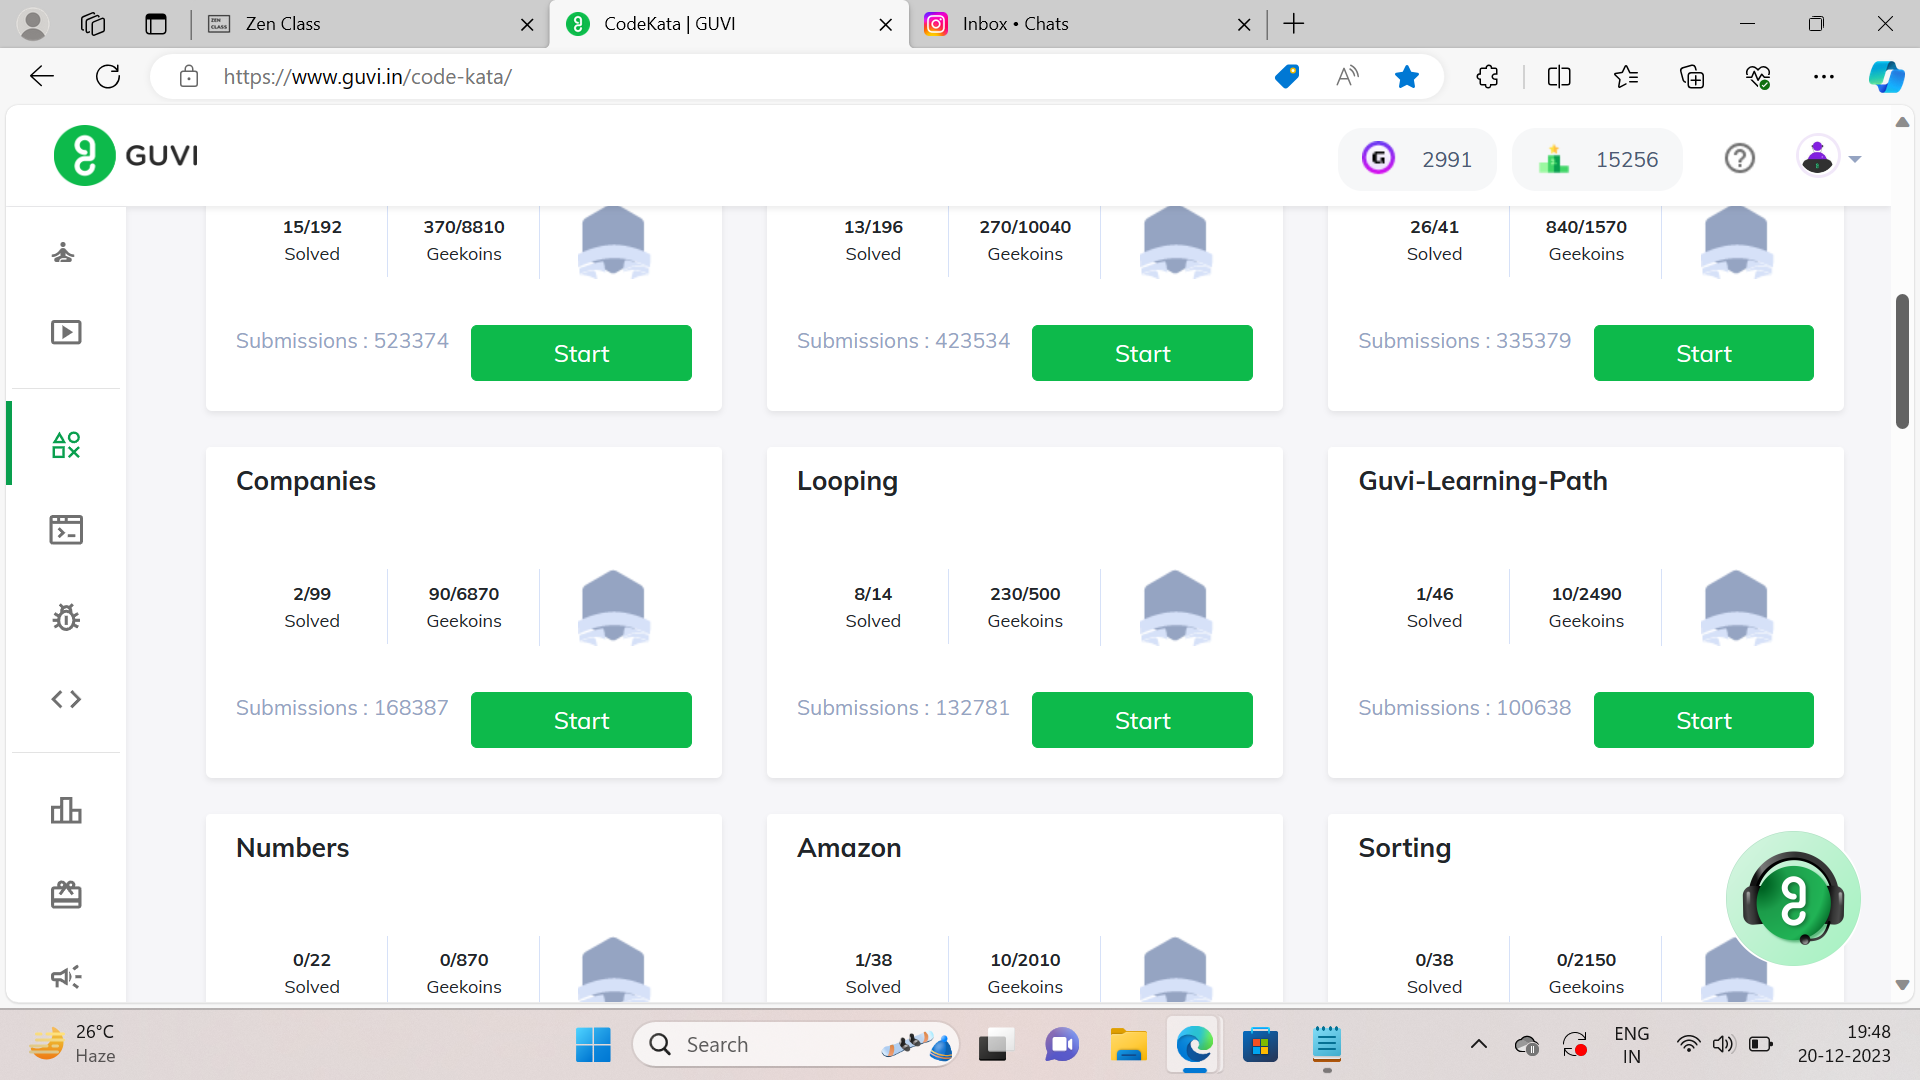 Zen Class
CodeKata | GUVI
Inbox • Chats
https://www.guvi.in/code-kata/
GUVI
2991
15256
15/192
Solved
370/8810
Geekoins
13/196
Solved
270/10040
Geekoins
26/41
Solved
840/1570
Geekoins
Submissions : 523374
Start
Submissions : 423534
Start
Submissions : 335379
Start
Companies
Looping
Guvi-Learning-Path
2/99
Solved
90/6870
Geekoins
8/14
Solved
230/500
Geekoins
1/46
Solved
10/2490
Geekoins
Submissions : 168387
Start
Submissions : 132781
Start
Submissions : 100638
Start
Numbers
Amazon
Sorting
0/22
Solved
0/870
Geekoins
1/38
Solved
10/2010
Geekoins
0/38
Solved
0/2150
Geekoins
26°C
Haze
Search
ENG
IN
19:48
20-12-2023